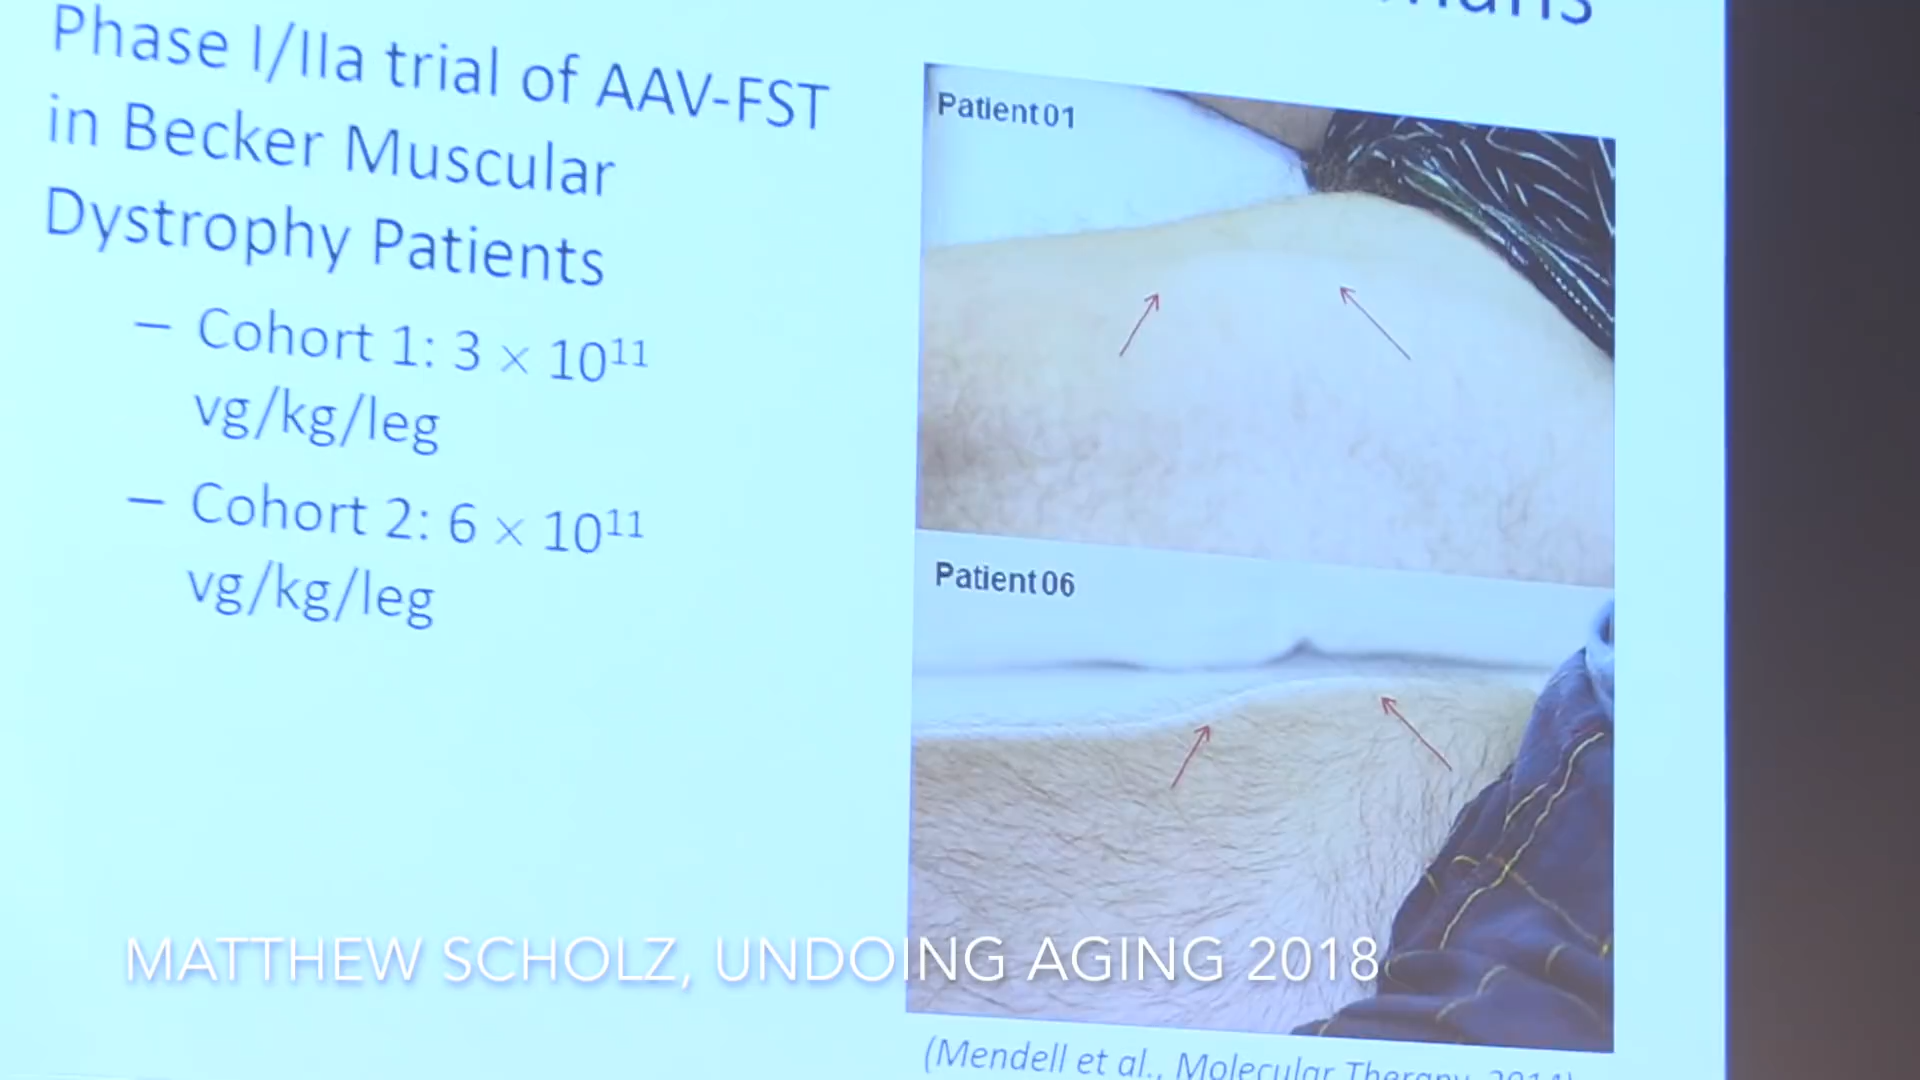 Phase I/IIa trial of AAV-FST
in Becker Muscular
Dystrophy Patients
– Cohort 1: 3 × 10¹¹
vg/kg/leg
– Cohort 2: 6 × 10¹¹
vg/kg/leg
Patient 01
Patient 06
MATTHEW SCHOLZ, UNDOING AGING 2018
(Mendell et al., Molecular Therapy, 2014)